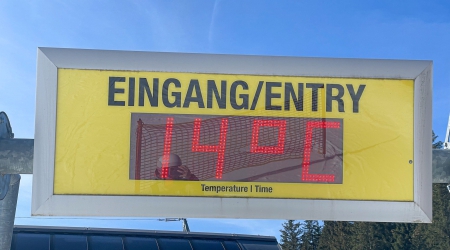 EINGANG/ENTRY
14°C
Temperature | Time